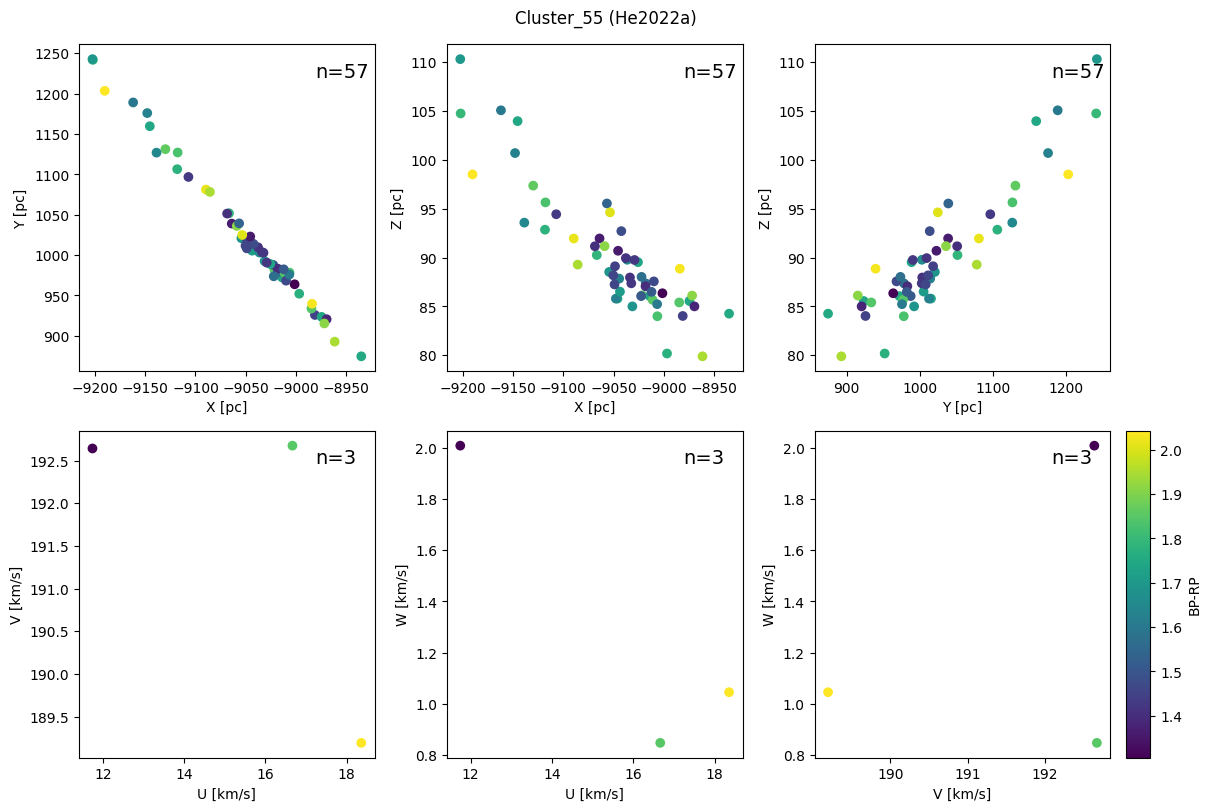 Cluster_55 (He2022a)
n=57
1250
1200
1150
1100
1050
1000
950
900
Y [pc]
−9200 −9150 −9100 −9050 −9000 −8950
X [pc]
n=57
110
105
100
95
90
85
80
Z [pc]
−9200 −9150 −9100 −9050 −9000 −8950
X [pc]
n=57
110
105
100
95
90
85
80
Z [pc]
900 1000 1100 1200
Y [pc]
n=3
192.5
192.0
191.5
191.0
190.5
190.0
189.5
V [km/s]
12 14 16 18
U [km/s]
n=3
2.0
1.8
1.6
1.4
1.2
1.0
0.8
W [km/s]
12 14 16 18
U [km/s]
n=3
2.0
1.8
1.6
1.4
1.2
1.0
0.8
W [km/s]
190 191 192
V [km/s]
2.0
1.9
1.8
1.7
1.6
1.5
1.4
BP-RP